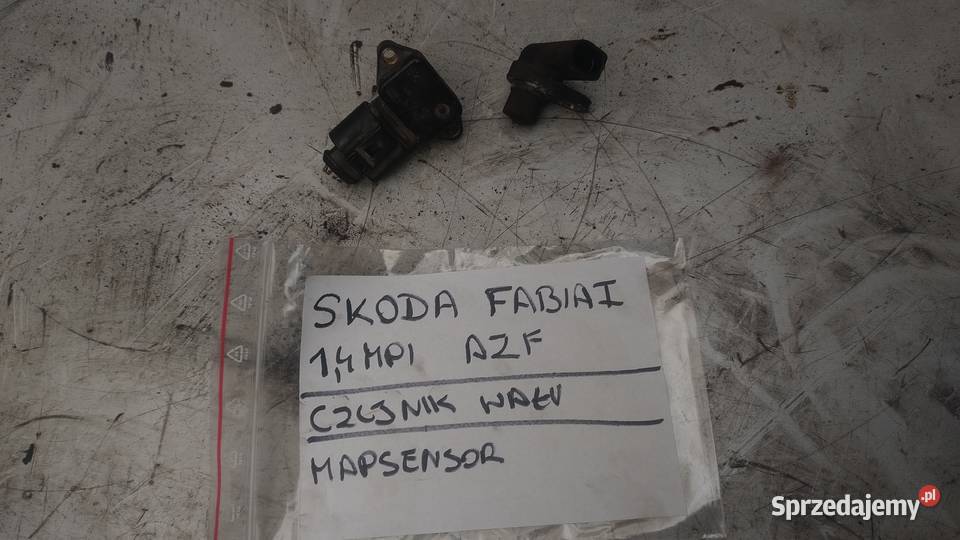 SKODA FABIA I
1,4 MPI AZF
CZUJNIK WAŁU
MAPSENSOR
Sprzedajemy.pl